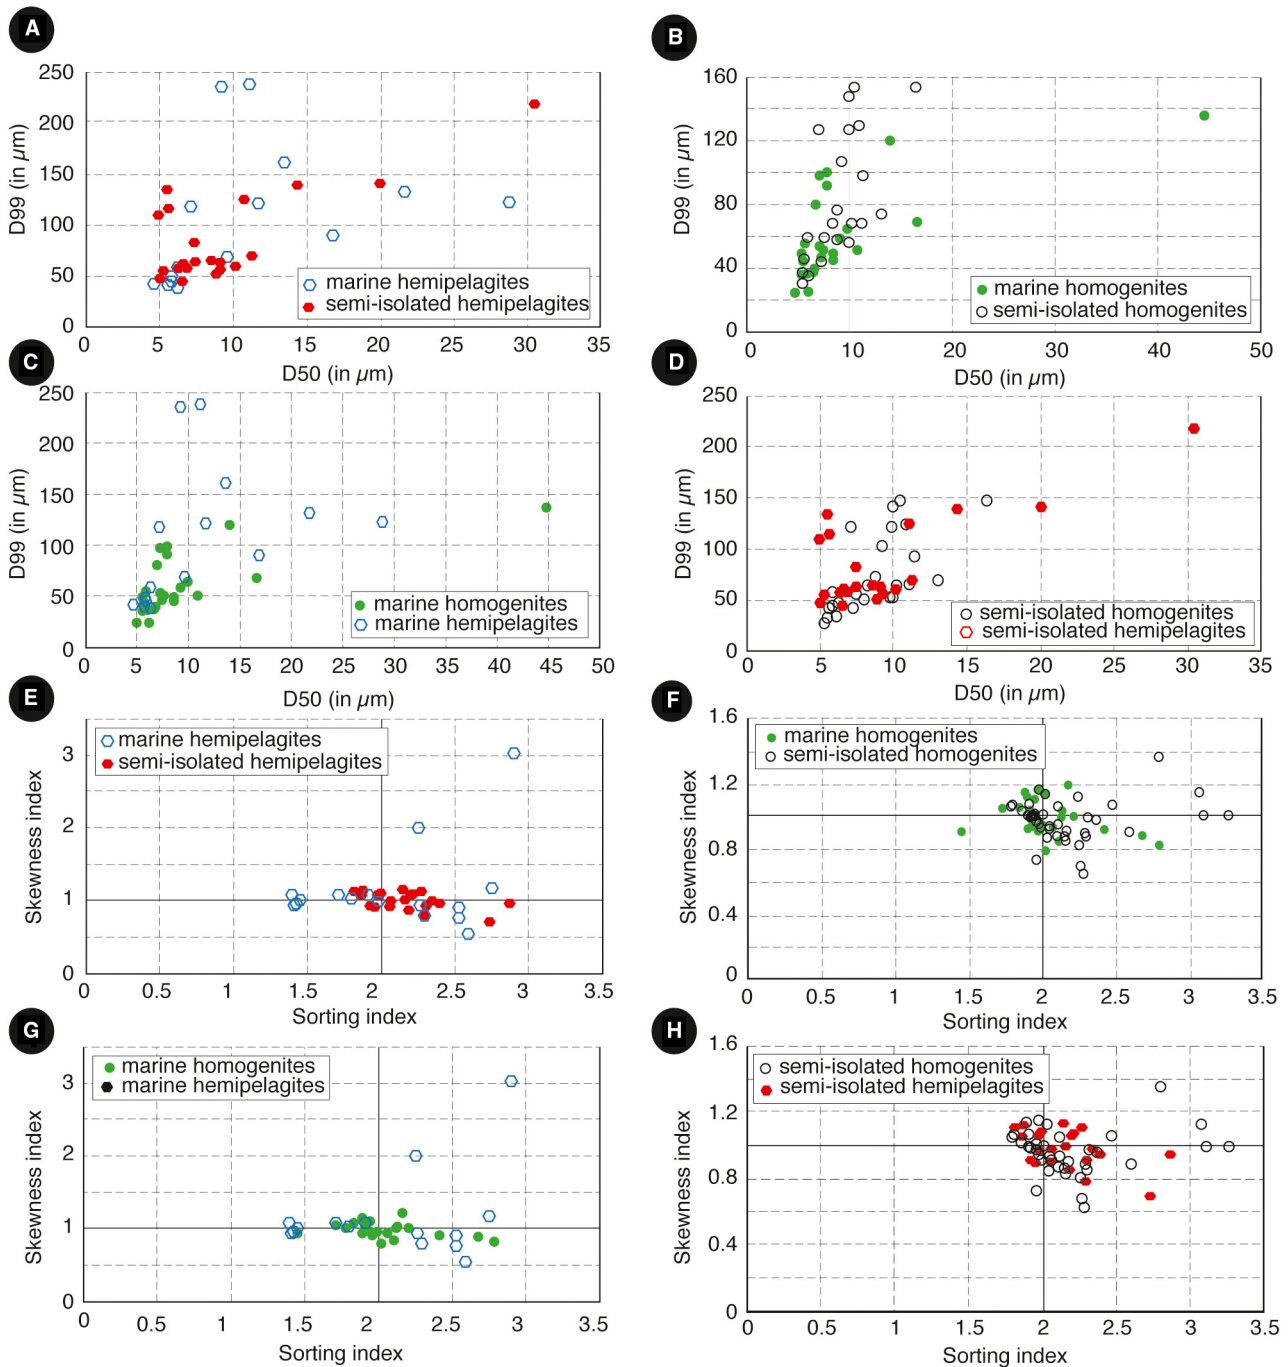 A
250
200
150
100
50
0
D99 (in µm)
marine hemipelagites
semi-isolated hemipelagites
0 5 10 15 20 25 30 35
D50 (in µm)
B
160
120
80
40
0
D99 (in µm)
marine homogenites
semi-isolated homogenites
0 10 20 30 40 50
D50 (in µm)
C
250
200
150
100
50
0
D99 (in µm)
marine homogenites
marine hemipelagites
0 5 10 15 20 25 30 35 40 45 50
D50 (in µm)
D
250
200
150
100
50
0
D99 (in µm)
semi-isolated homogenites
semi-isolated hemipelagites
0 5 10 15 20 25 30 35
D50 (in µm)
E
marine hemipelagites
semi-isolated hemipelagites
3
2
1
0
Skewness index
0 0.5 1 1.5 2 2.5 3 3.5
Sorting index
F
1.6
1.2
0.8
0.4
0
Skewness index
marine homogenites
semi-isolated homogenites
0 0.5 1 1.5 2 2.5 3 3.5
Sorting index
G
marine homogenites
marine hemipelagites
3
2
1
0
Skewness index
0 0.5 1 1.5 2 2.5 3 3.5
Sorting index
H
1.6
1.2
0.8
0.4
0
Skewness index
semi-isolated homogenites
semi-isolated hemipelagites
0 0.5 1 1.5 2 2.5 3 3.5
Sorting index